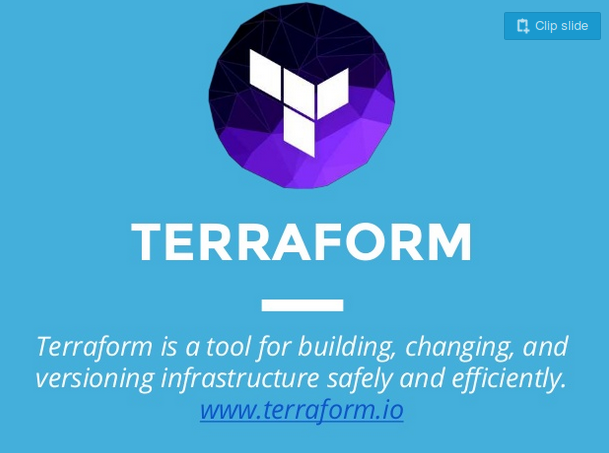 Clip slide
TERRAFORM
Terraform is a tool for building, changing, and
versioning infrastructure safely and efficiently.
www.terraform.io